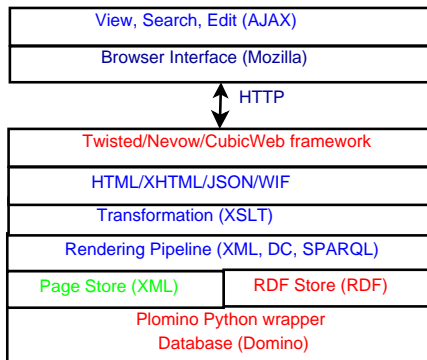 View, Search, Edit (AJAX)
Browser Interface (Mozilla)
HTTP
Twisted/Nevow/CubicWeb framework
HTML/XHTML/JSON/WIF
Transformation (XSLT)
Rendering Pipeline (XML, DC, SPARQL)
Page Store (XML)
RDF Store (RDF)
Plomino Python wrapper
Database (Domino)